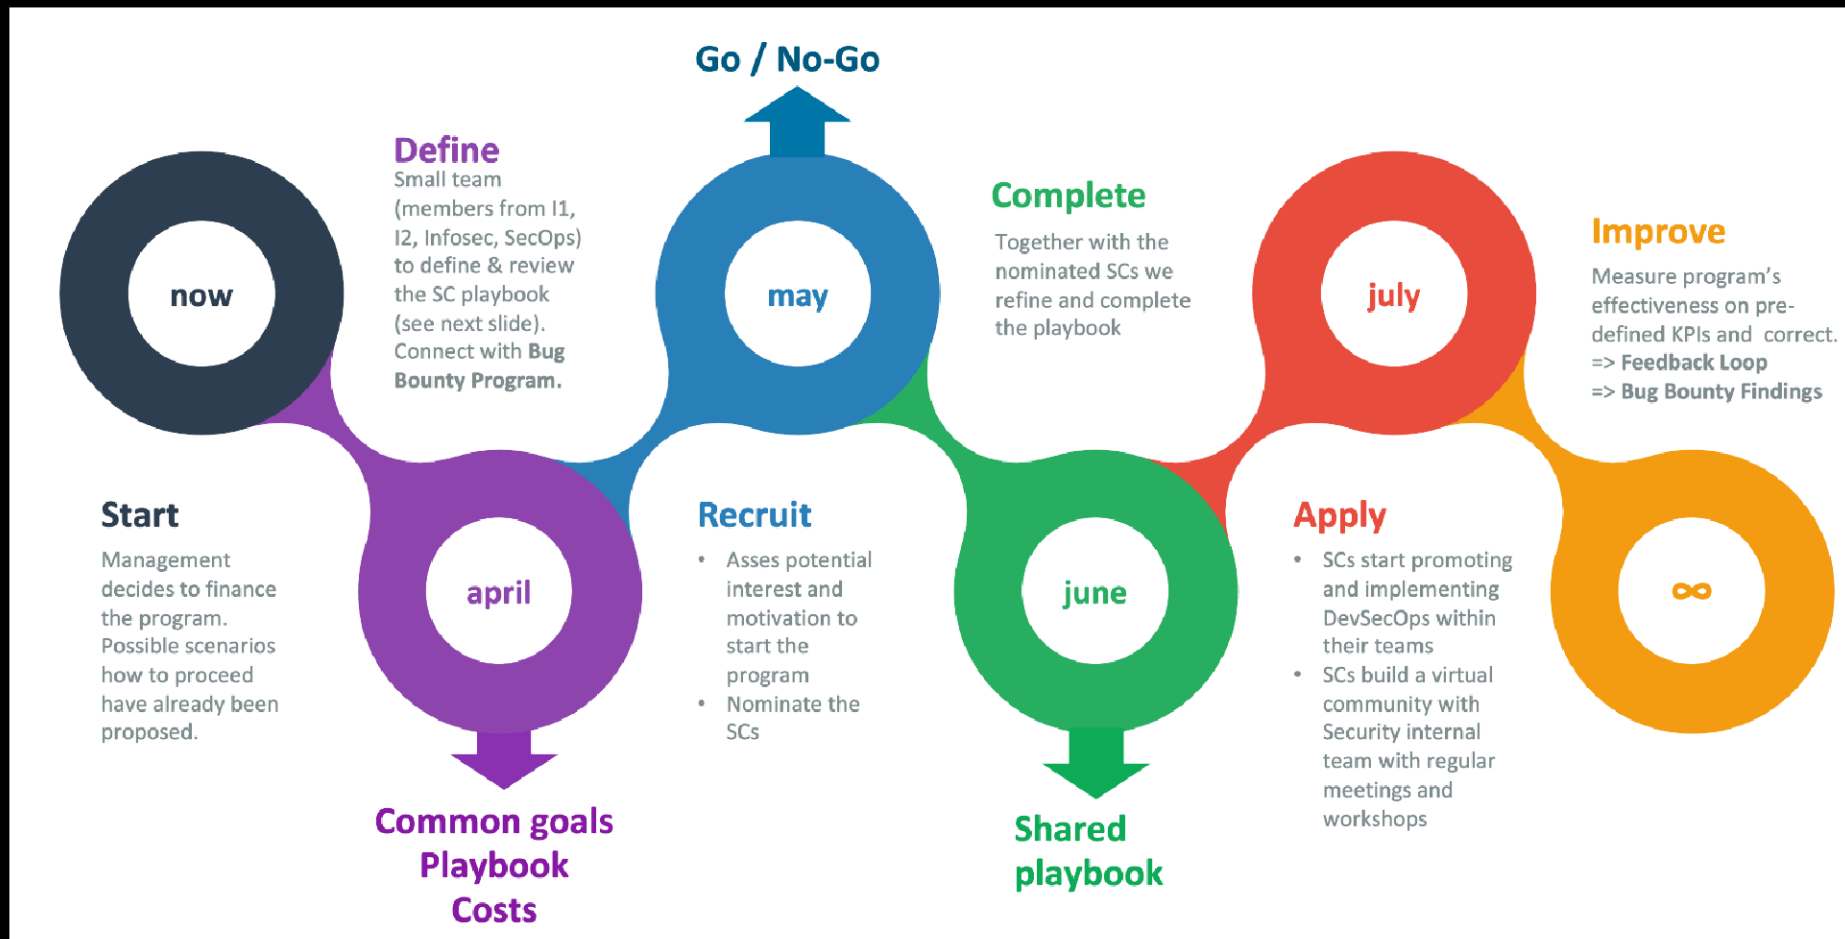 now
Start
Management
decides to finance
the program.
Possible scenarios
how to proceed
have already been
proposed.
Define
Small team
(members from I1,
I2, Infosec, SecOps)
to define & review
the SC playbook
(see next slide).
Connect with Bug
Bounty Program.
april
Common goals
Playbook
Costs
Go / No-Go
may
Recruit
• Asses potential
interest and
motivation to
start the
program
• Nominate the
SCs
Complete
Together with the
nominated SCs we
refine and complete
the playbook
june
Shared
playbook
july
Apply
• SCs start promoting
and implementing
DevSecOps within
their teams
• SCs build a virtual
community with
Security internal
team with regular
meetings and
workshops
Improve
Measure program's
effectiveness on pre-
defined KPIs and correct.
=> Feedback Loop
=> Bug Bounty Findings
∞